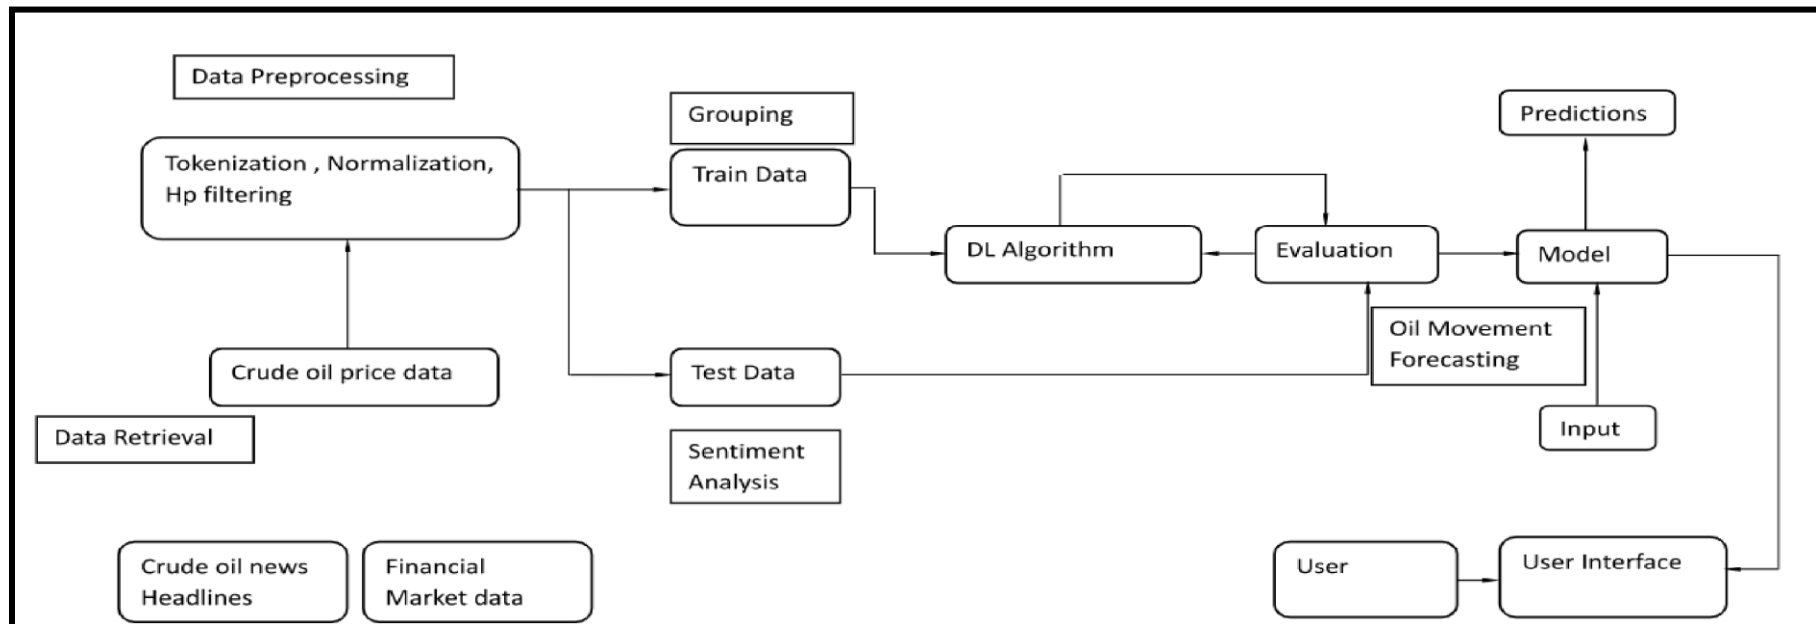 Data Preprocessing
Tokenization , Normalization,
Hp filtering
Crude oil price data
Data Retrieval
Crude oil news
Headlines
Financial
Market data
Grouping
Train Data
Test Data
Sentiment
Analysis
DL Algorithm
Evaluation
Oil Movement
Forecasting
Predictions
Model
Input
User
User Interface